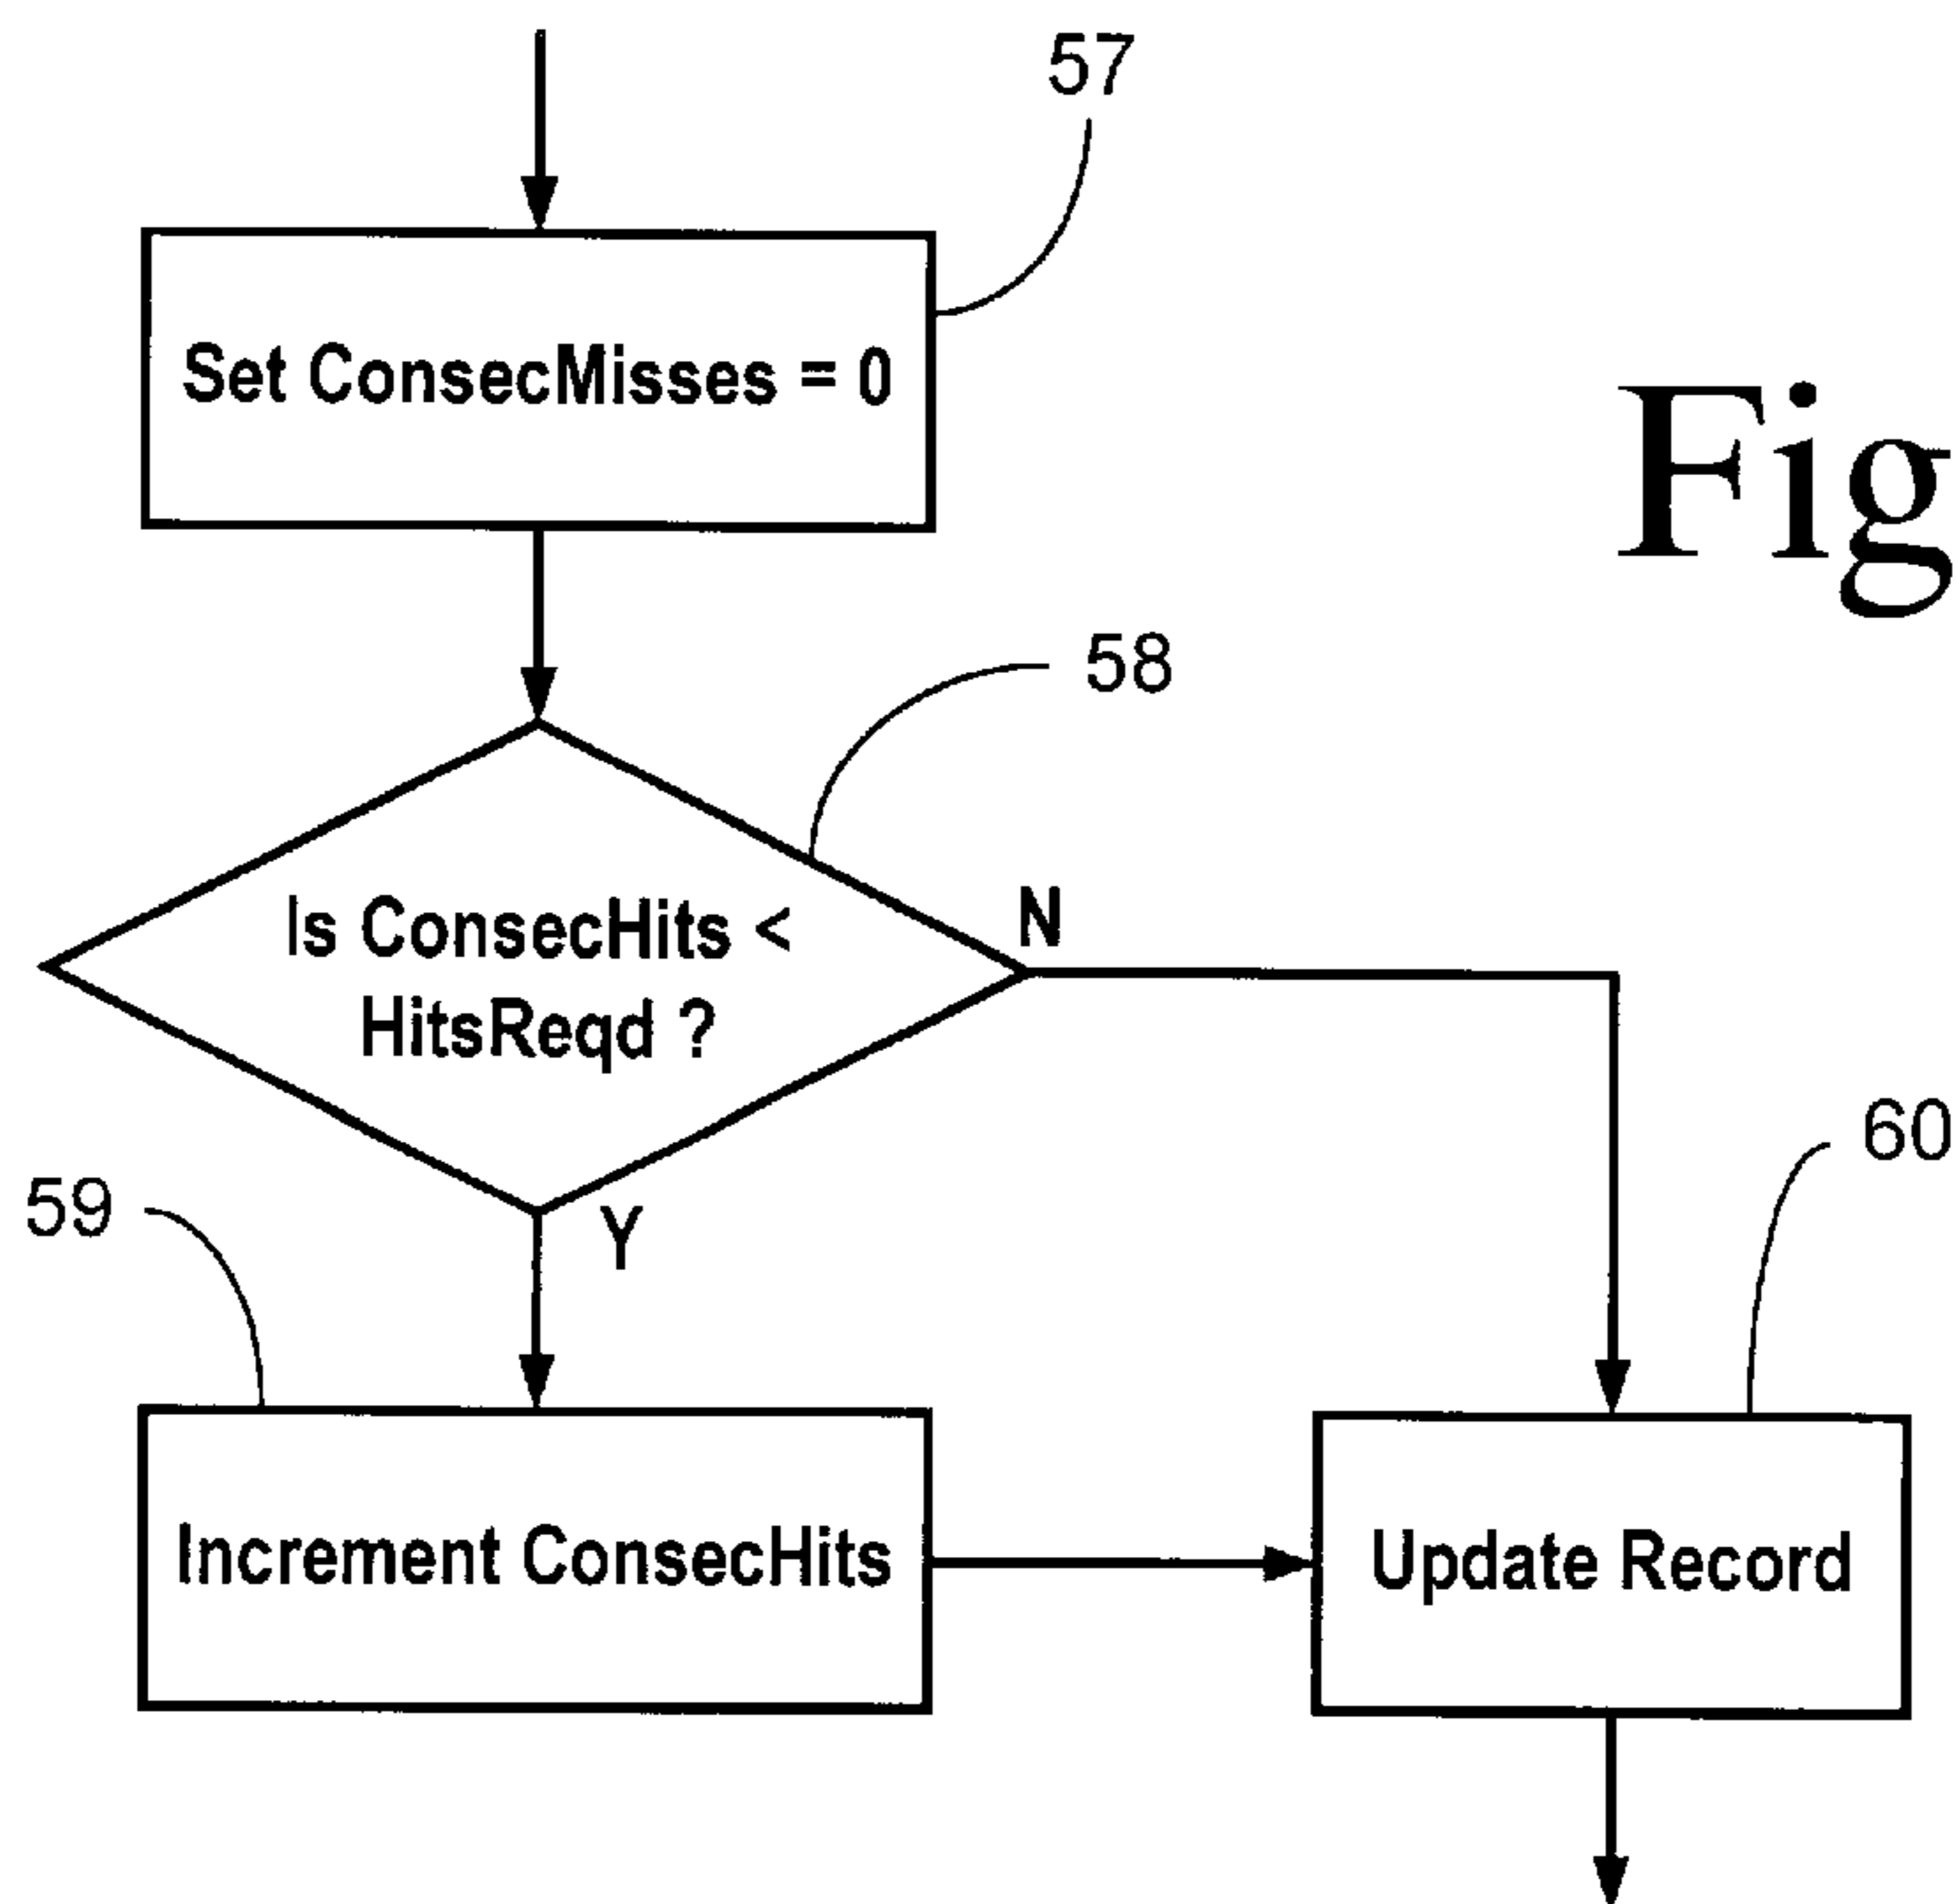 57
Set ConsecMisses = 0
Fig
58
Is ConsecHits <
HitsReqd ?
N
Y
59
60
Increment ConsecHits
Update Record